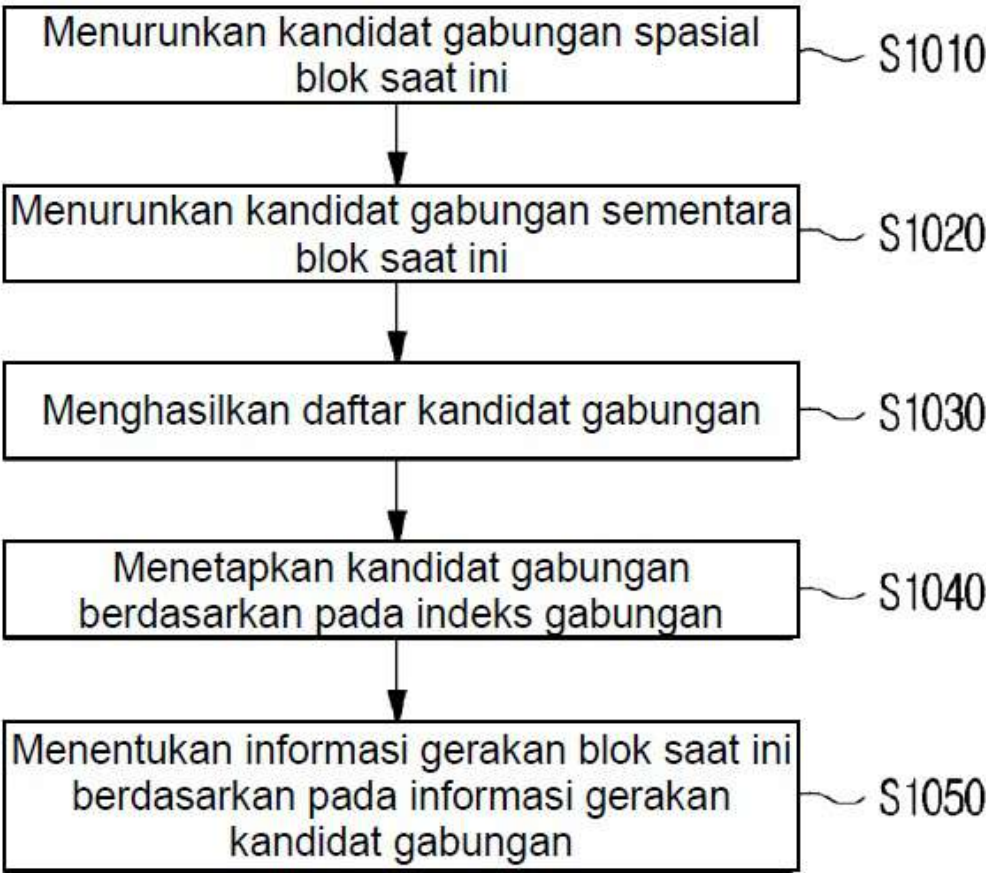 Menurunkan kandidat gabungan spasial
blok saat ini
S1010
Menurunkan kandidat gabungan sementara
blok saat ini
S1020
Menghasilkan daftar kandidat gabungan
S1030
Menetapkan kandidat gabungan
berdasarkan pada indeks gabungan
S1040
Menentukan informasi gerakan blok saat ini
berdasarkan pada informasi gerakan
kandidat gabungan
S1050